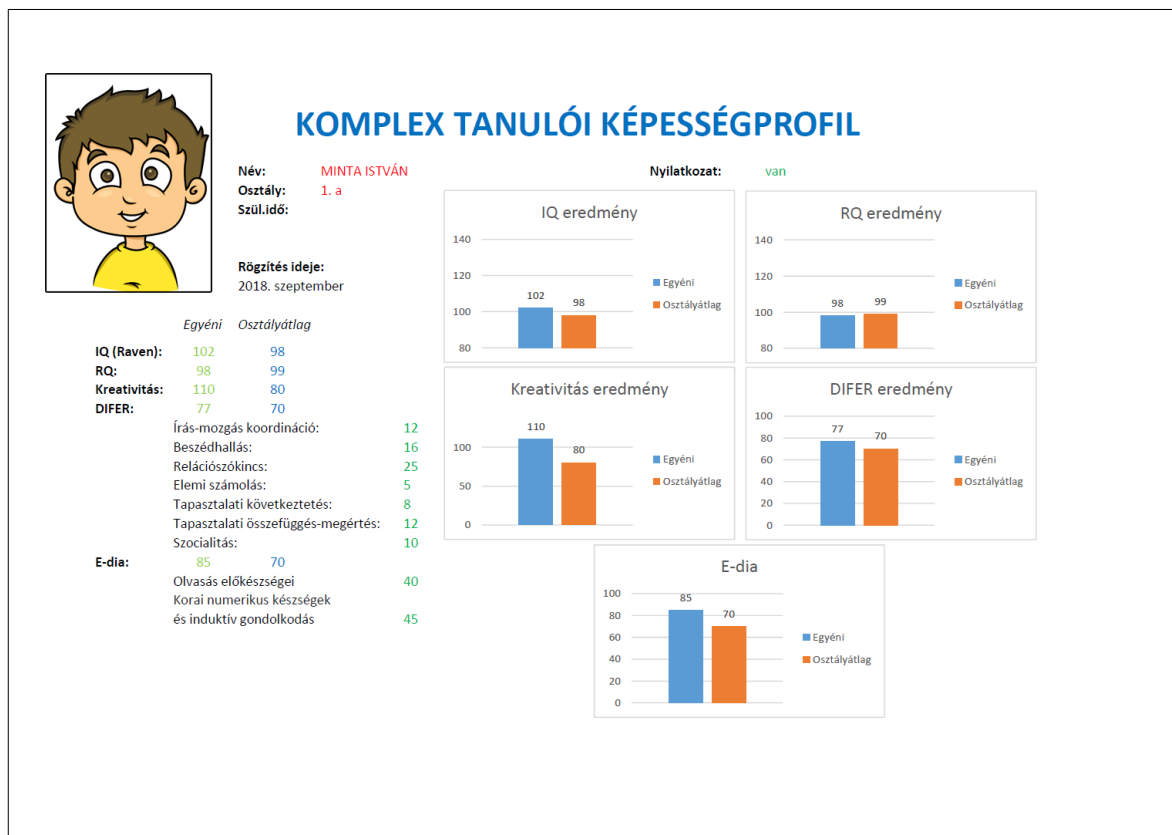 KOMPLEX TANULÓI KÉPESSÉGPROFIL
Név: MINTA ISTVÁN
Nyilatkozat: van
Osztály: 1. a
Szül.idő:
Rögzítés ideje:
2018. szeptember
Egyéni Osztályátlag
IQ (Raven): 102 98
RQ: 98 99
Kreativitás: 110 80
DIFER: 77 70
Írás-mozgás koordináció: 12
Beszédhallás: 16
Relációszókincs: 25
Elemi számolás: 5
Tapasztalati következtetés: 8
Tapasztalati összefüggés-megértés: 12
Szocialitás: 10
E-dia: 85 70
Olvasás előkészségei 40
Korai numerikus készségek
és induktív gondolkodás 45
IQ eredmény
140
120
100
80
102
98
Egyéni
Osztályátlag
RQ eredmény
140
120
100
80
98
99
Egyéni
Osztályátlag
Kreativitás eredmény
100
50
0
110
80
Egyéni
Osztályátlag
DIFER eredmény
100
80
60
40
20
0
77
70
Egyéni
Osztályátlag
E-dia
100
80
60
40
20
0
85
70
Egyéni
Osztályátlag